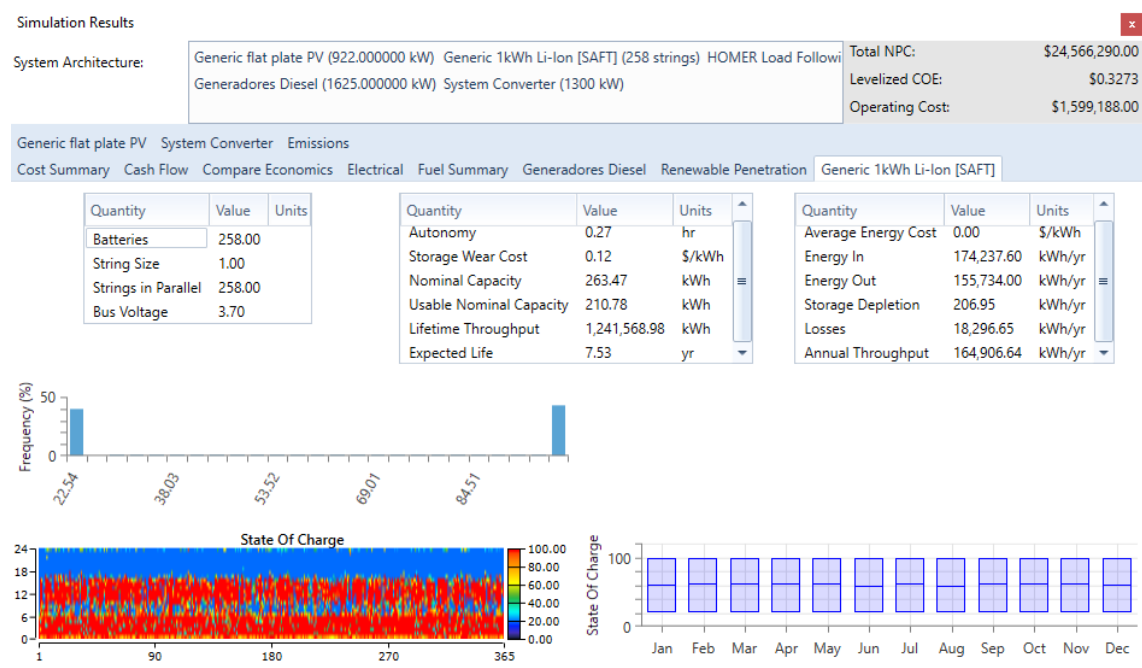 Simulation Results
x
System Architecture:
Generic flat plate PV (922.000000 kW) Generic 1kWh Li-Ion [SAFT] (258 strings) HOMER Load Followi
Generadores Diesel (1625.000000 kW) System Converter (1300 kW)
Total NPC: $24,566,290.00
Levelized COE: $0.3273
Operating Cost: $1,599,188.00
Generic flat plate PV System Converter Emissions
Cost Summary Cash Flow Compare Economics Electrical Fuel Summary Generadores Diesel Renewable Penetration Generic 1kWh Li-Ion [SAFT]
Quantity Value Units
Batteries 258.00
String Size 1.00
Strings in Parallel 258.00
Bus Voltage 3.70
Quantity Value Units
Autonomy 0.27 hr
Storage Wear Cost 0.12 $/kWh
Nominal Capacity 263.47 kWh
Usable Nominal Capacity 210.78 kWh
Lifetime Throughput 1,241,568.98 kWh
Expected Life 7.53 yr
Quantity Value Units
Average Energy Cost 0.00 $/kWh
Energy In 174,237.60 kWh/yr
Energy Out 155,734.00 kWh/yr
Storage Depletion 206.95 kWh/yr
Losses 18,296.65 kWh/yr
Annual Throughput 164,906.64 kWh/yr
Frequency (%)
50
0
22.54 38.03 53.52 69.01 84.51
State Of Charge
24
18
12
6
0
1 90 180 270 365
100.00
80.00
60.00
40.00
20.00
0.00
State Of Charge
100
0
Jan Feb Mar Apr May Jun Jul Aug Sep Oct Nov Dec